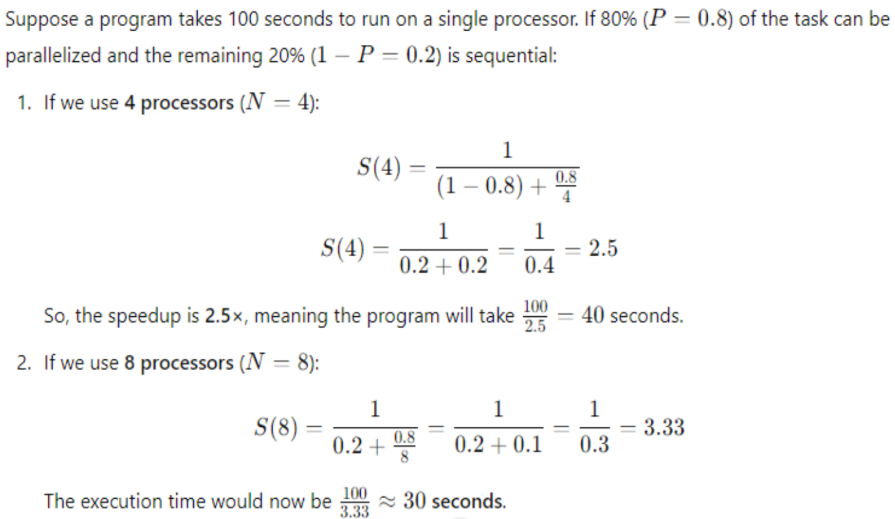 Suppose a program takes 100 seconds to run on a single processor. If 80% (P = 0.8) of the task can be
parallelized and the remaining 20% (1 − P = 0.2) is sequential:
1. If we use 4 processors (N = 4):
S(4) = \frac{1}{(1 − 0.8) + \frac{0.8}{4}}
S(4) = \frac{1}{0.2 + 0.2} = \frac{1}{0.4} = 2.5
So, the speedup is 2.5×, meaning the program will take \frac{100}{2.5} = 40 seconds.
2. If we use 8 processors (N = 8):
S(8) = \frac{1}{0.2 + \frac{0.8}{8}} = \frac{1}{0.2 + 0.1} = \frac{1}{0.3} = 3.33
The execution time would now be \frac{100}{3.33} ≈ 30 seconds.